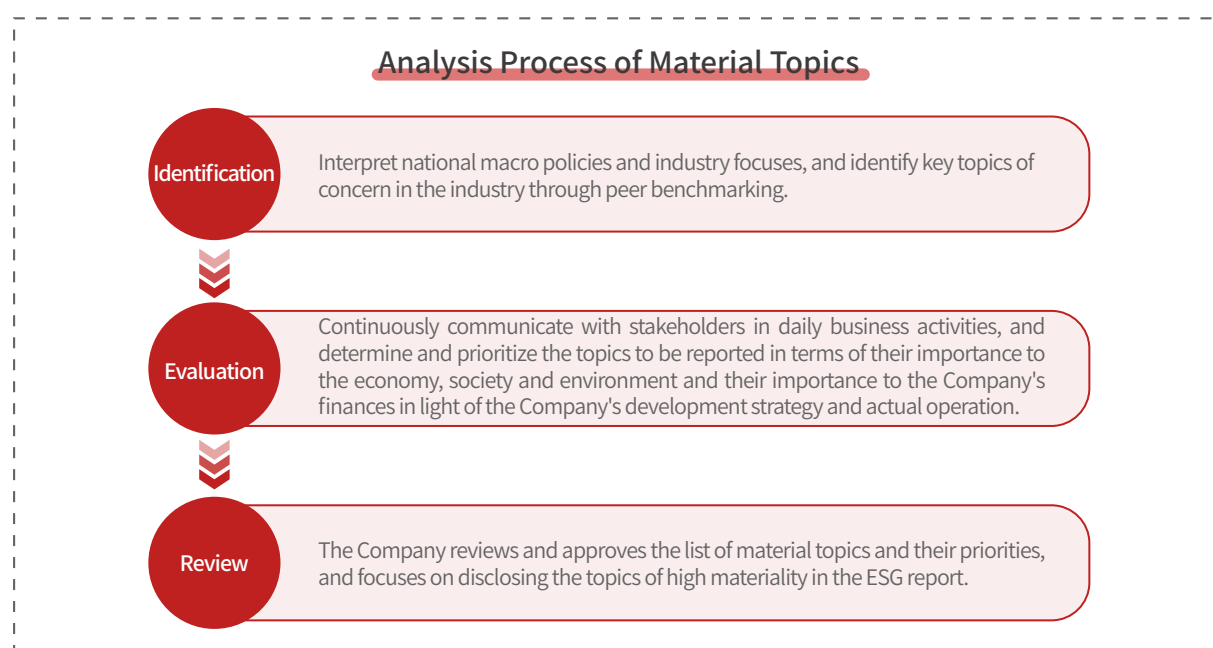 Analysis Process of Material Topics
Identification
Interpret national macro policies and industry focuses, and identify key topics of
concern in the industry through peer benchmarking.
Evaluation
Continuously communicate with stakeholders in daily business activities, and
determine and prioritize the topics to be reported in terms of their importance to
the economy, society and environment and their importance to the Company's
finances in light of the Company's development strategy and actual operation.
Review
The Company reviews and approves the list of material topics and their priorities,
and focuses on disclosing the topics of high materiality in the ESG report.